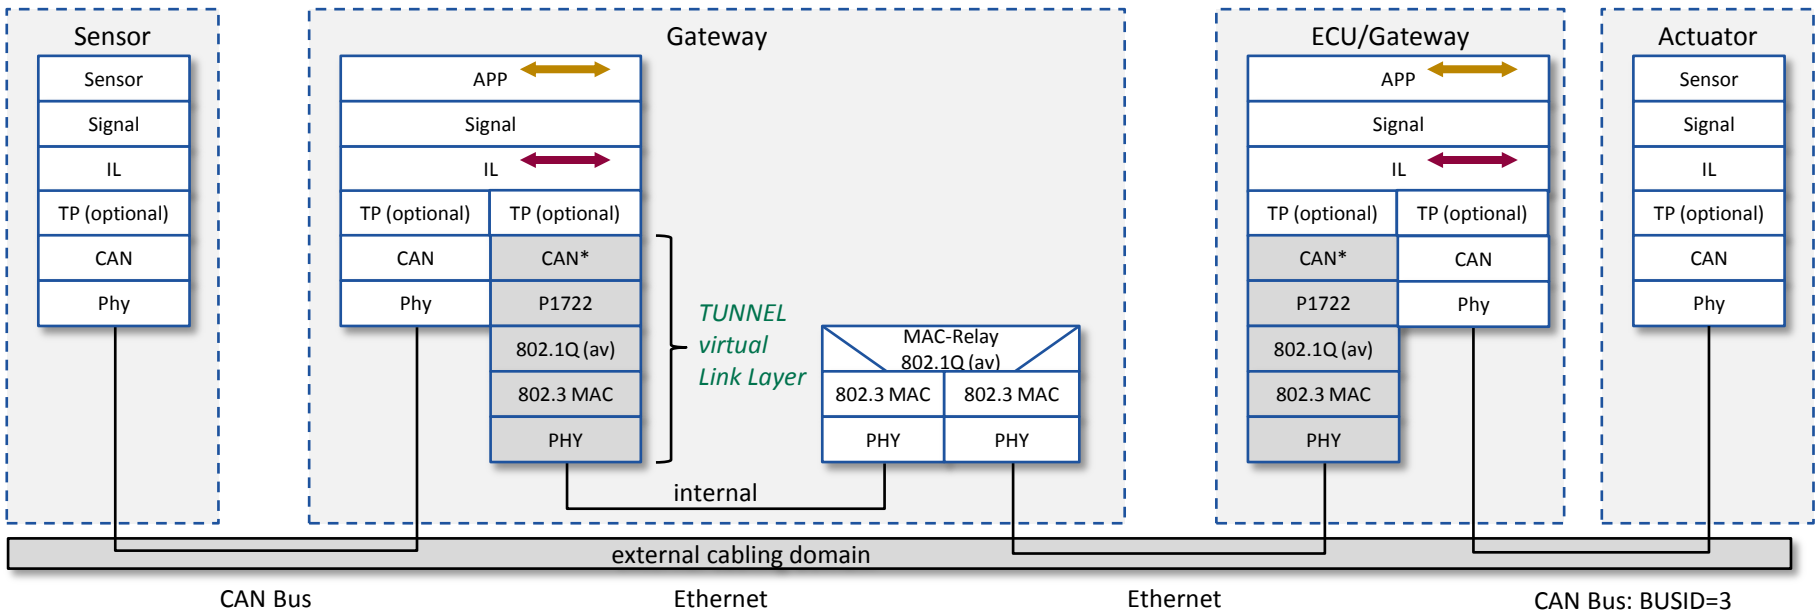 Sensor
Sensor
Signal
IL
TP (optional)
CAN
Phy
Gateway
APP
Signal
IL
TP (optional)
TP (optional)
CAN
CAN*
Phy
P1722
802.1Q (av)
802.3 MAC
PHY
TUNNEL
virtual
Link Layer
MAC-Relay
802.1Q (av)
802.3 MAC
802.3 MAC
PHY
PHY
internal
ECU/Gateway
APP
Signal
IL
TP (optional)
TP (optional)
CAN*
CAN
P1722
Phy
802.1Q (av)
802.3 MAC
PHY
Actuator
Sensor
Signal
IL
TP (optional)
CAN
Phy
external cabling domain
CAN Bus
Ethernet
Ethernet
CAN Bus: BUSID=3